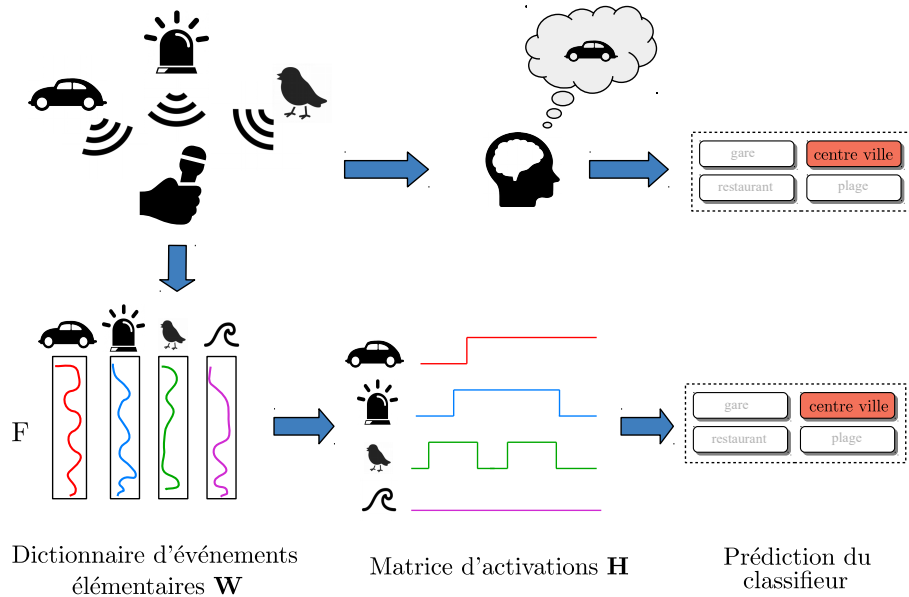 gare
centre ville
restaurant
plage
F
gare
centre ville
restaurant
plage
Dictionnaire d'événements
élémentaires W
Matrice d'activations H
Prédiction du
classifieur